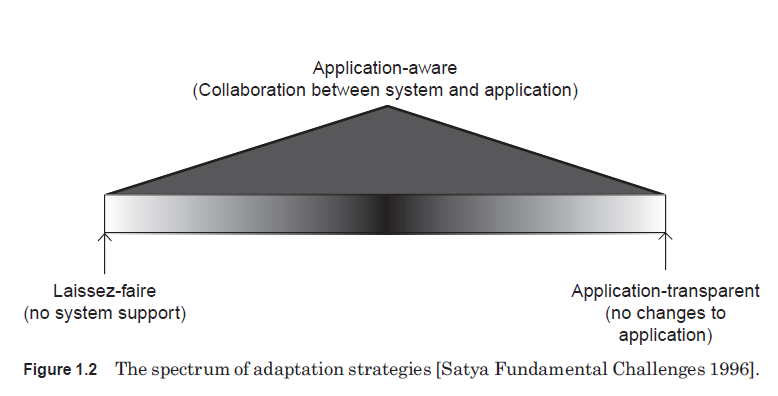 Application-aware
(Collaboration between system and application)
Laissez-faire
(no system support)
Application-transparent
(no changes to
application)
Figure 1.2 The spectrum of adaptation strategies [Satya Fundamental Challenges 1996].